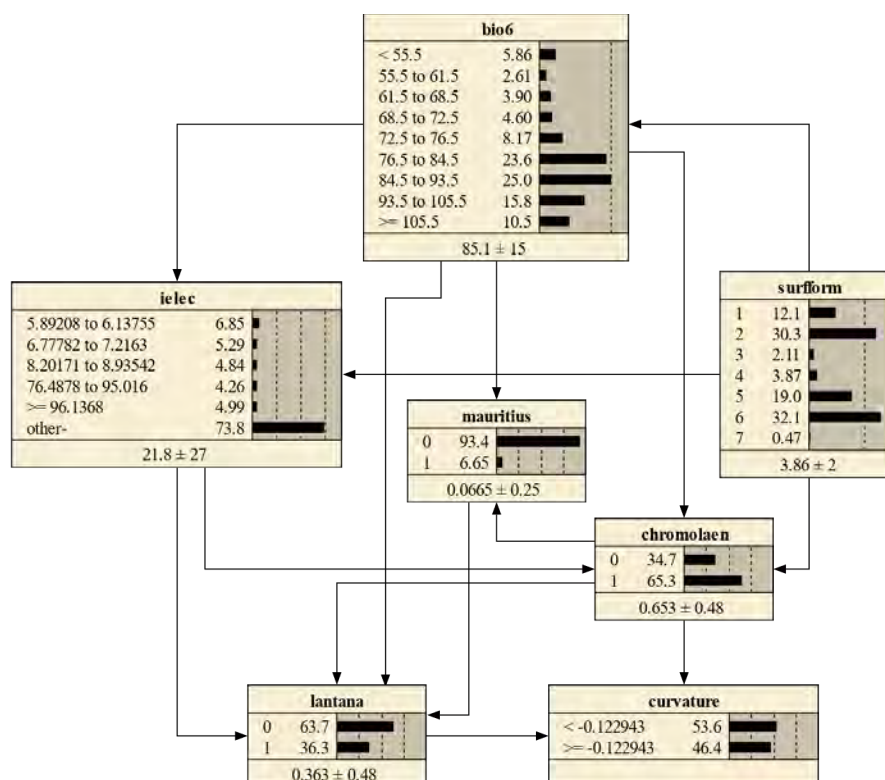 bio6
< 55.5 5.86
55.5 to 61.5 2.61
61.5 to 68.5 3.90
68.5 to 72.5 4.60
72.5 to 76.5 8.17
76.5 to 84.5 23.6
84.5 to 93.5 25.0
93.5 to 105.5 15.8
>= 105.5 10.5
85.1 ± 15
ielec
5.89208 to 6.13755 6.85
6.77782 to 7.2163 5.29
8.20171 to 8.93542 4.84
76.4878 to 95.016 4.26
>= 96.1368 4.99
other- 73.8
21.8 ± 27
surfform
1 12.1
2 30.3
3 2.11
4 3.87
5 19.0
6 32.1
7 0.47
3.86 ± 2
mauritius
0 93.4
1 6.65
0.0665 ± 0.25
chromolaen
0 34.7
1 65.3
0.653 ± 0.48
lantana
0 63.7
1 36.3
0.363 ± 0.48
curvature
< -0.122943 53.6
>= -0.122943 46.4